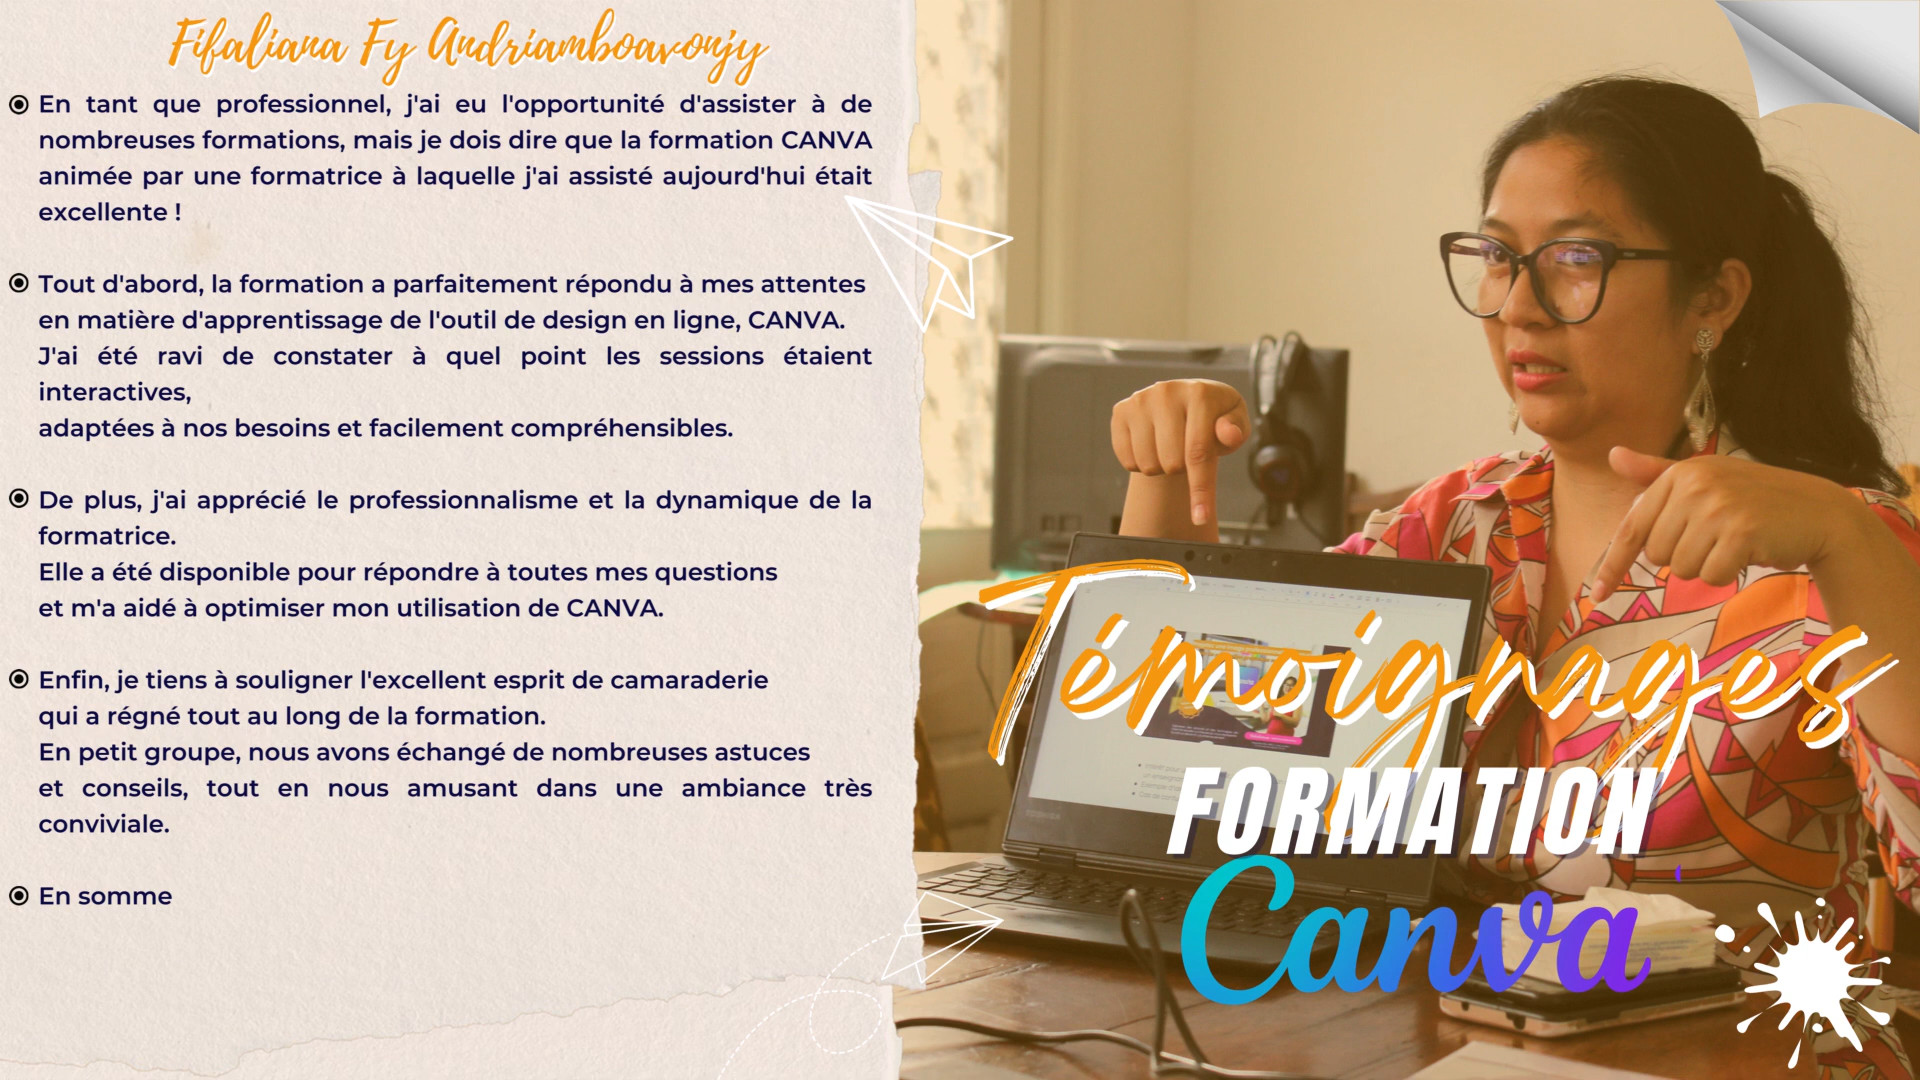 Fifaliana Fy Andriamboavonjy
En tant que professionnel, j'ai eu l'opportunité d'assister à de
nombreuses formations, mais je dois dire que la formation CANVA
animée par une formatrice à laquelle j'ai assisté aujourd'hui était
excellente !
Tout d'abord, la formation a parfaitement répondu à mes attentes
en matière d'apprentissage de l'outil de design en ligne, CANVA.
J'ai été ravi de constater à quel point les sessions étaient
interactives,
adaptées à nos besoins et facilement compréhensibles.
De plus, j'ai apprécié le professionnalisme et la dynamique de la
formatrice.
Elle a été disponible pour répondre à toutes mes questions
et m'a aidé à optimiser mon utilisation de CANVA.
Enfin, je tiens à souligner l'excellent esprit de camaraderie
qui a régné tout au long de la formation.
En petit groupe, nous avons échangé de nombreuses astuces
et conseils, tout en nous amusant dans une ambiance très
conviviale.
En somme
Témoignages
FORMATION
Canva
TOSHIBA